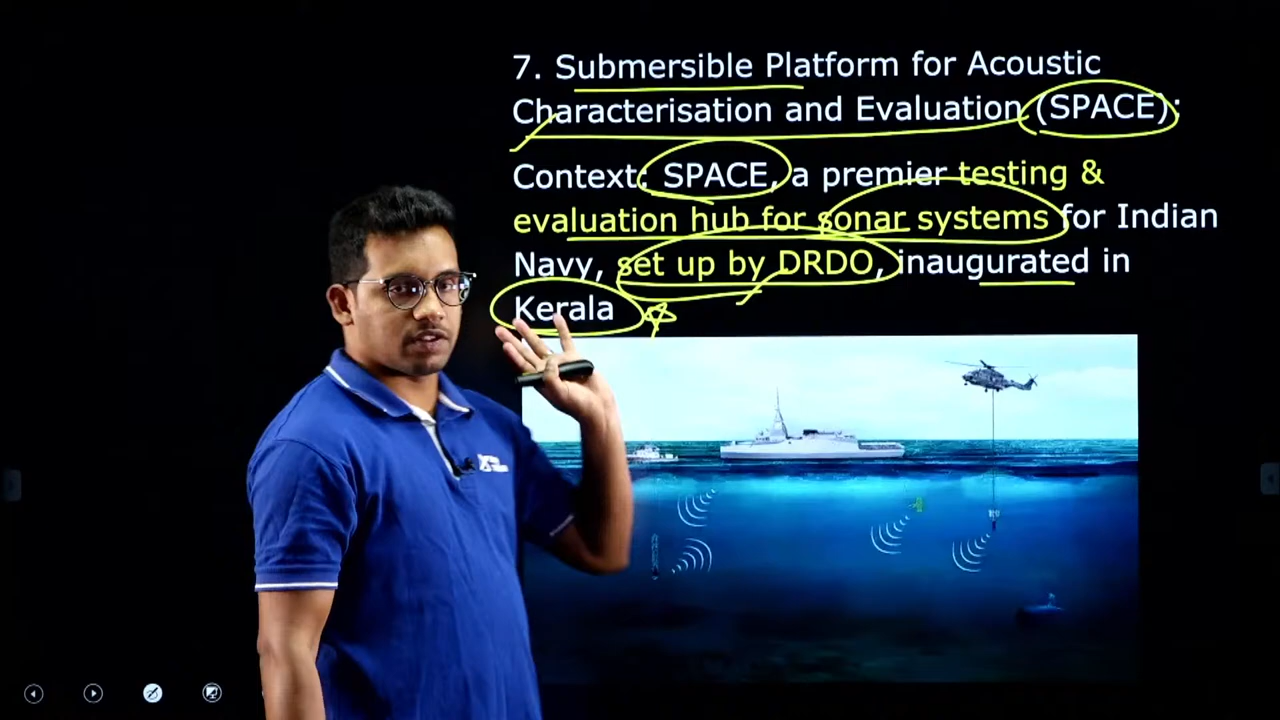 7. Submersible Platform for Acoustic
Characterisation and Evaluation (SPACE):
Context: SPACE, a premier testing &
evaluation hub for sonar systems for Indian
Navy, set up by DRDO, inaugurated in
Kerala